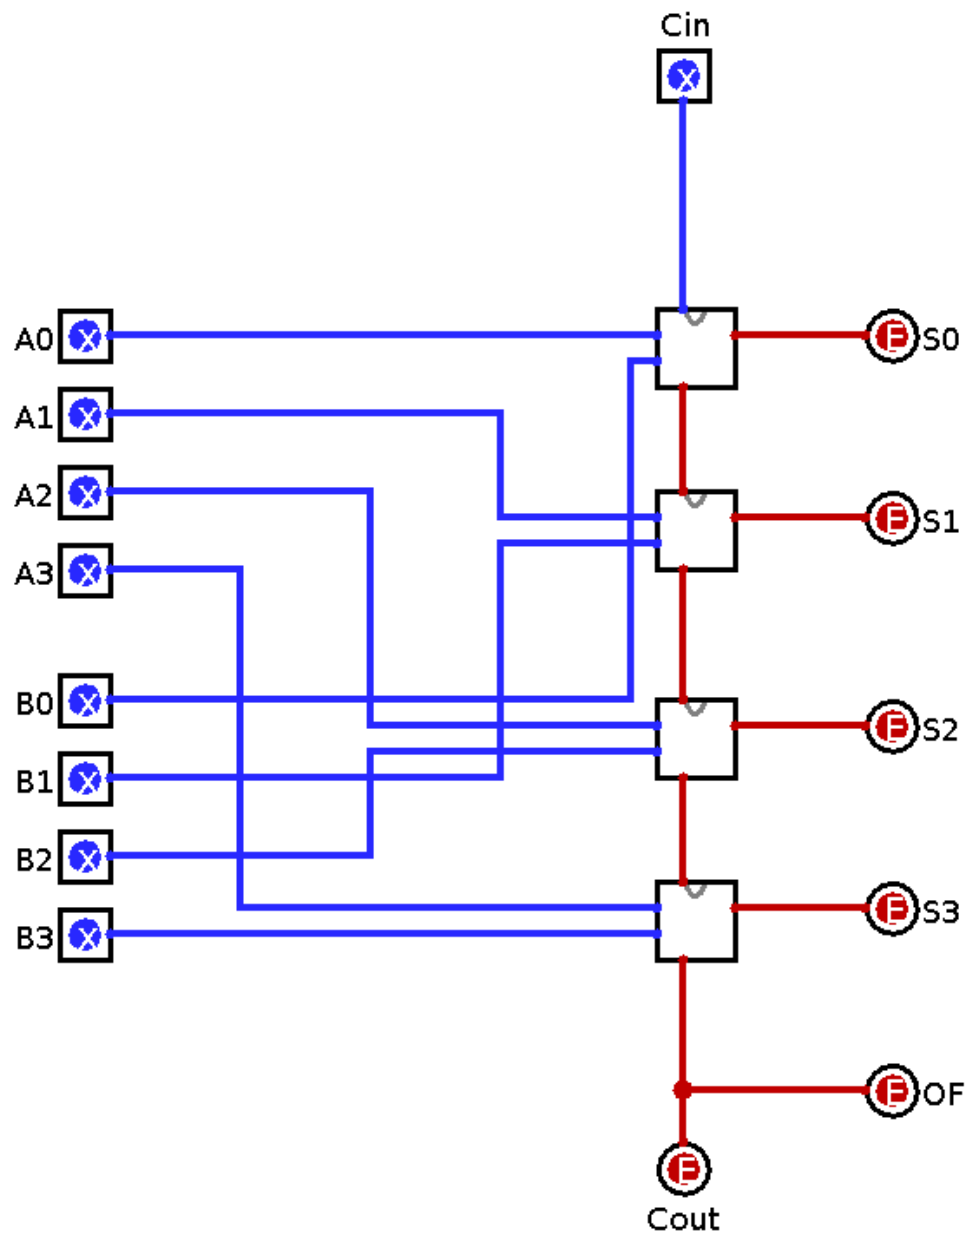 Cin
x
A0 x
E S0
A1 x
A2 x
E S1
A3 x
B0 x
E S2
B1 x
B2 x
E S3
B3 x
E OF
E
Cout